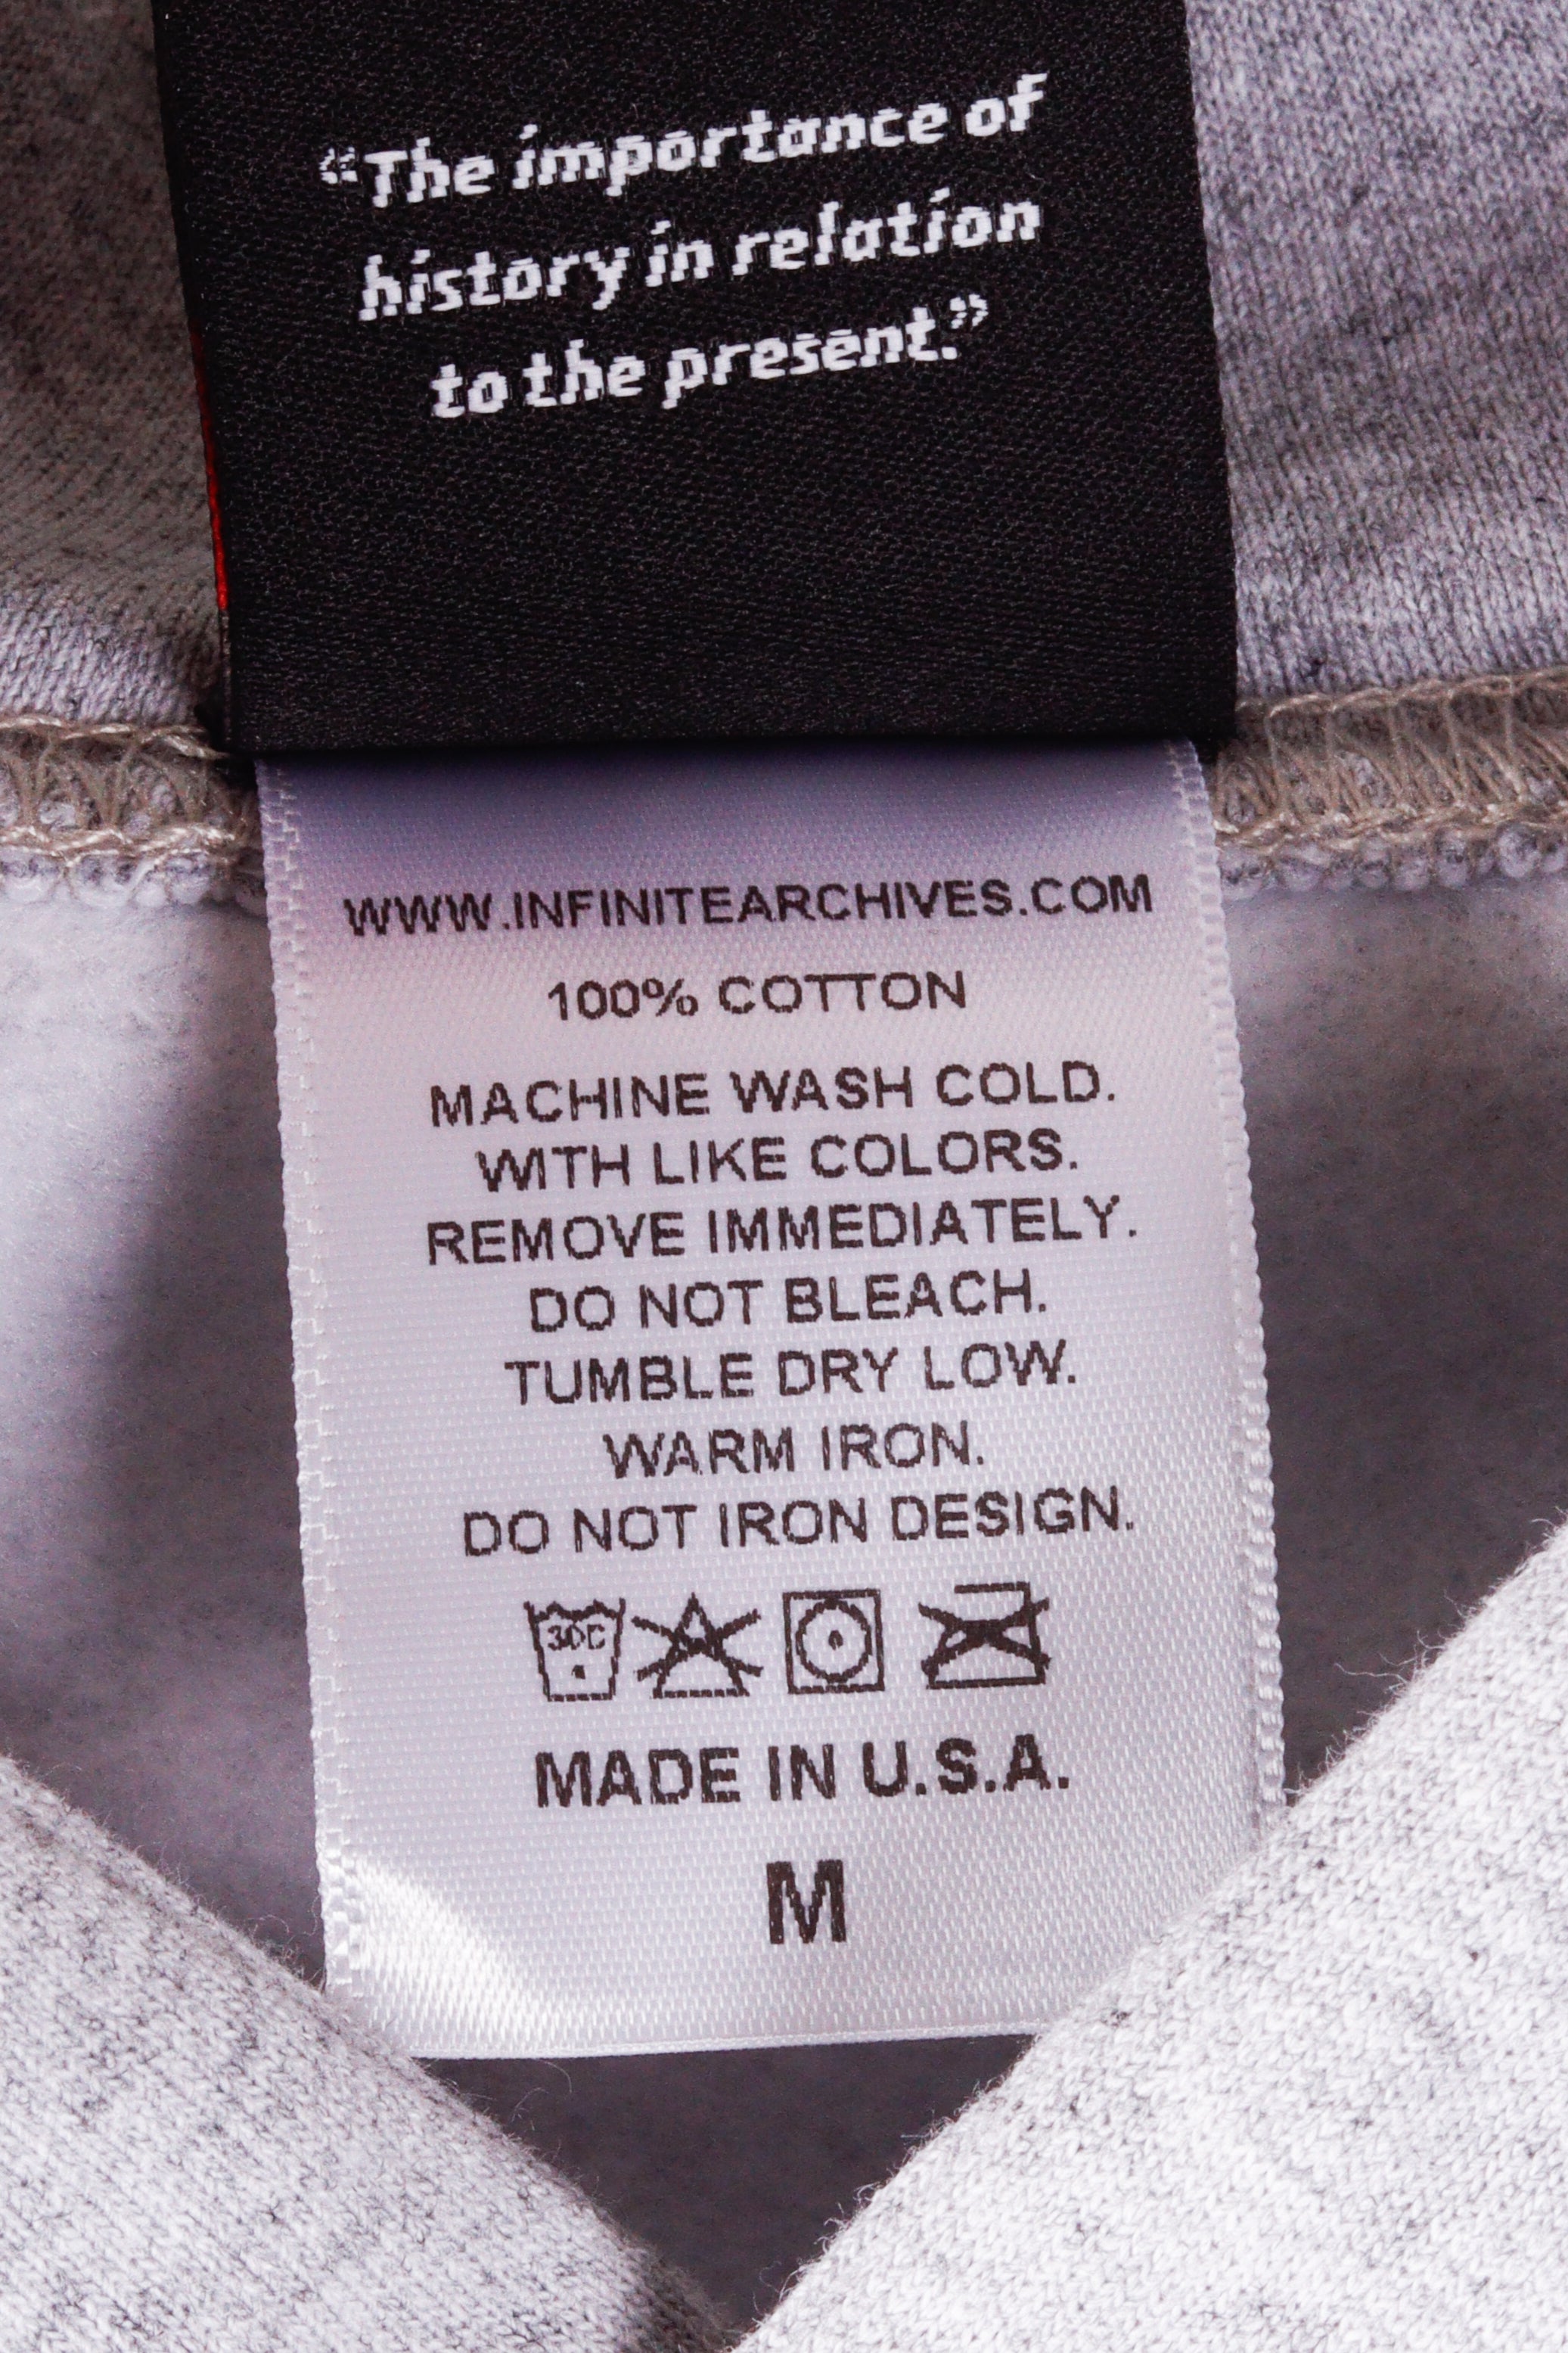 “The importance of
history in relation
to the present.”
WWW.INFINITEARCHIVES.COM
100% COTTON
MACHINE WASH COLD.
WITH LIKE COLORS.
REMOVE IMMEDIATELY.
DO NOT BLEACH.
TUMBLE DRY LOW.
WARM IRON.
DO NOT IRON DESIGN.
30C
MADE IN U.S.A.
M